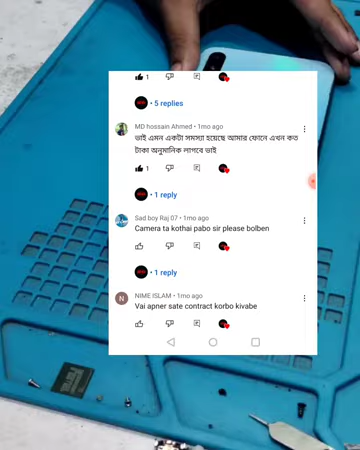 1
• 5 replies
MD hossain Ahmed • 1mo ago
ভাই এমন একটা সমস্যা হয়েছে আমার ফোনে এখন কত
টাকা অনুমানিক লাগবে ভাই
1
• 1 reply
Sad boy Raj 07 • 1mo ago
Camera ta kothai pabo sir please bolben
• 1 reply
N
NIME ISLAM • 1mo ago
Vai apner sate contract korbo kivabe